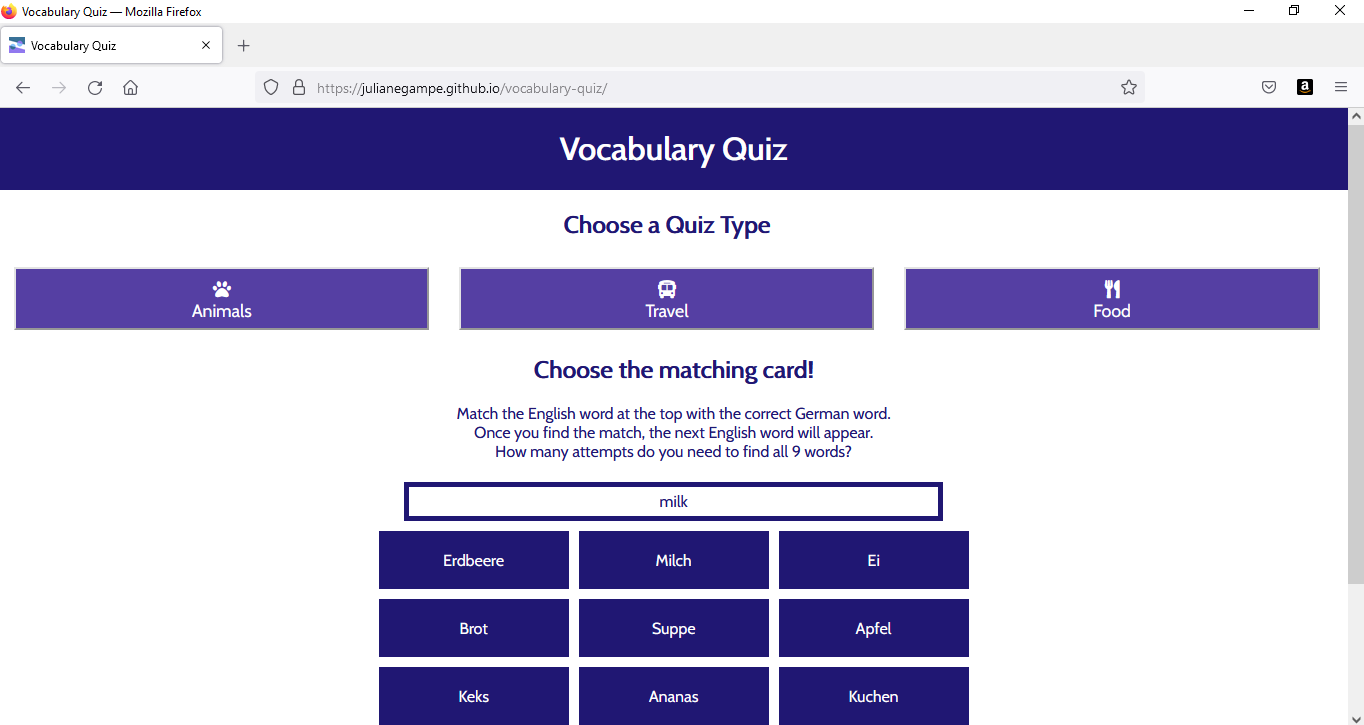 Vocabulary Quiz — Mozilla Firefox
Vocabulary Quiz
https://julianegampe.github.io/vocabulary-quiz/
Vocabulary Quiz
Choose a Quiz Type
Animals
Travel
Food
Choose the matching card!
Match the English word at the top with the correct German word.
Once you find the match, the next English word will appear.
How many attempts do you need to find all 9 words?
milk
Erdbeere
Milch
Ei
Brot
Suppe
Apfel
Keks
Ananas
Kuchen